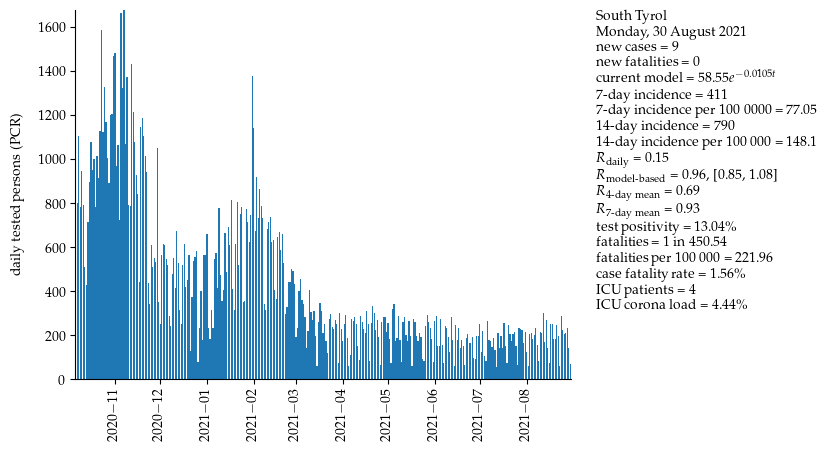 South Tyrol
Monday, 30 August 2021
new cases = 9
new fatalities = 0
current model = 58.55e^{-0.0105t}
7-day incidence = 411
7-day incidence per 100 0000 = 77.05
14-day incidence = 790
14-day incidence per 100 000 = 148.1
R_daily = 0.15
R_model-based = 0.96, [0.85, 1.08]
R_4-day mean = 0.69
R_7-day mean = 0.93
test positivity = 13.04%
fatalities = 1 in 450.54
fatalities per 100 000 = 221.96
case fatality rate = 1.56%
ICU patients = 4
ICU corona load = 4.44%
daily tested persons (PCR)
1600
1400
1200
1000
800
600
400
200
0
2020−11
2020−12
2021−01
2021−02
2021−03
2021−04
2021−05
2021−06
2021−07
2021−08